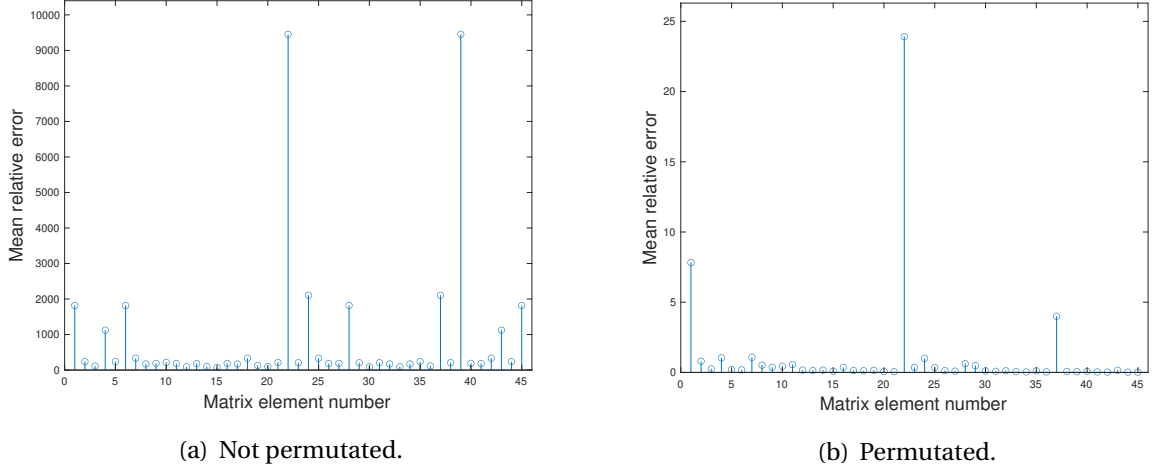 10000
9000
8000
7000
6000
5000
4000
3000
2000
1000
0
Mean relative error
0 5 10 15 20 25 30 35 40 45
Matrix element number
(a) Not permutated.
25
20
15
10
5
0
Mean relative error
0 5 10 15 20 25 30 35 40 45
Matrix element number
(b) Permutated.